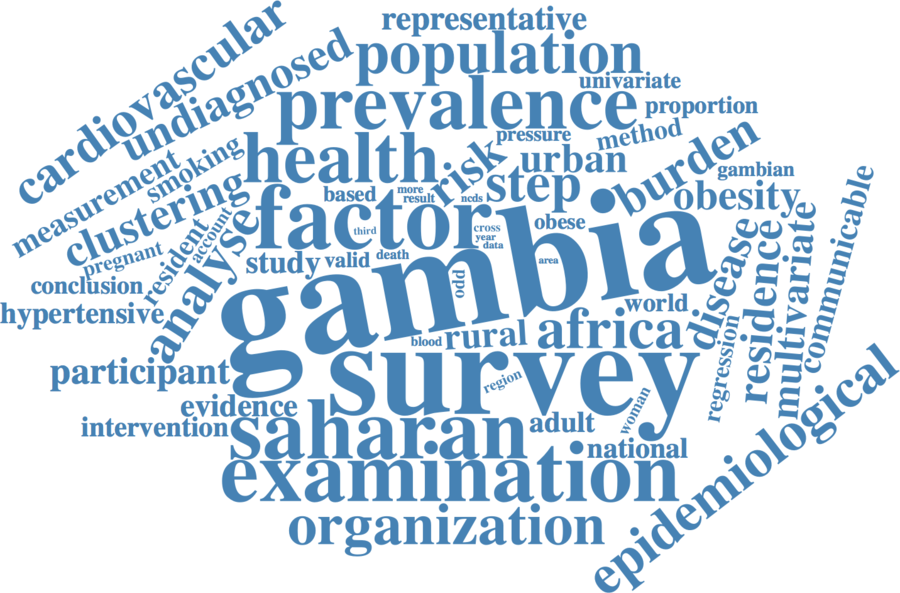 representative
cardiovascular
population
undiagnosed
univariate
prevalence
proportion
pressure
method
measurement
smoking
health
risk
urban
burden
gambian
clustering
factor
based
more
result
ncds
step
obesity
communicable
pregnant
resident
account
analyse
third
cross
year
data
obese
gambia
disease
residence
multivariate
conclusion
study
valid
death
area
odd
world
hypertensive
blood
rural
africa
regression
participant
survey
region
woman
evidence
intervention
saharan
adult
national
epidemiological
examination
organization